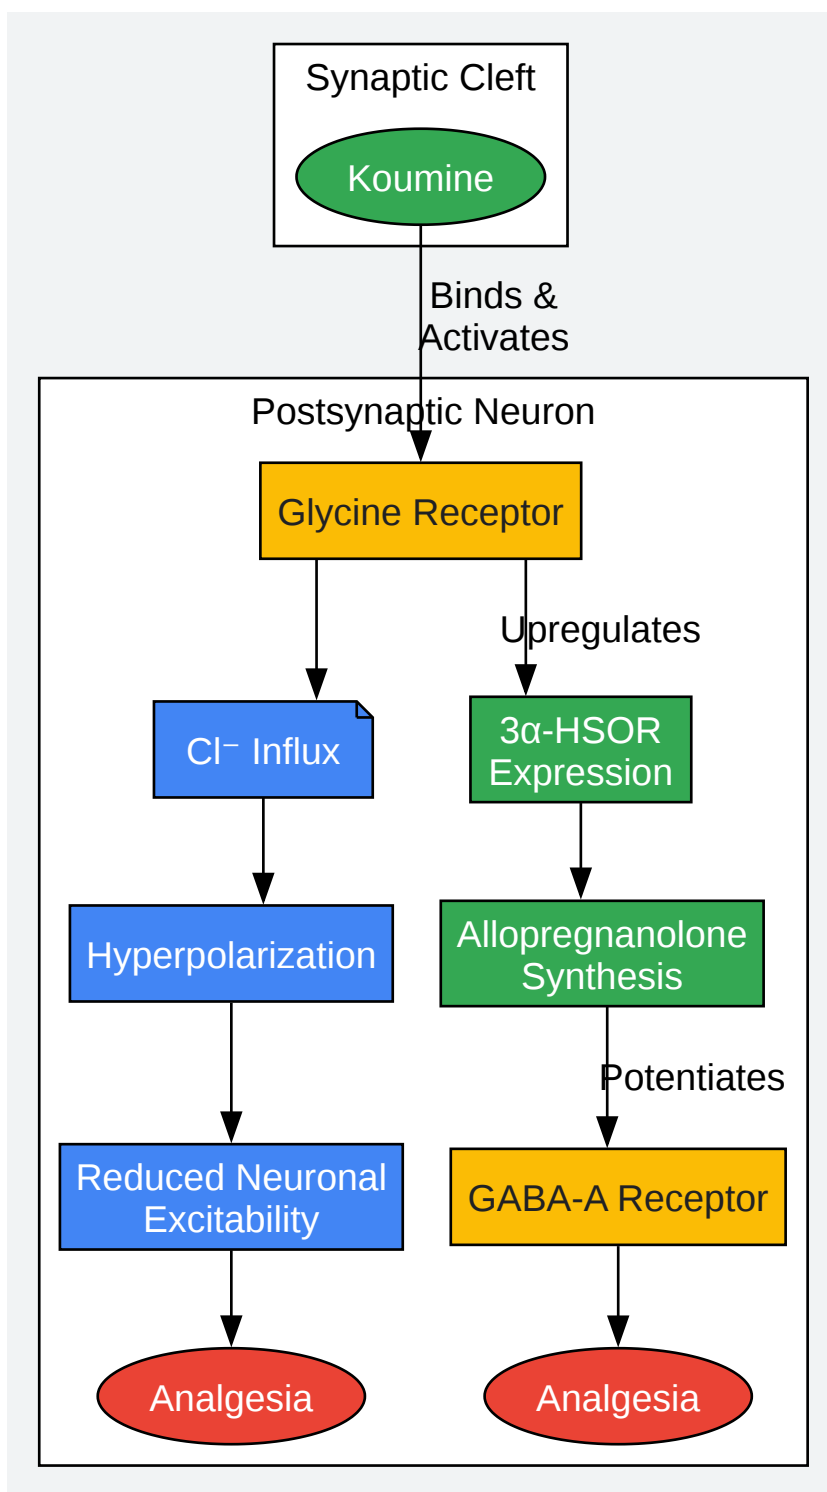 Synaptic Cleft
Koumine
Binds &
Activates
Postsynaptic Neuron
Glycine Receptor
Upregulates
Cl⁻ Influx
3α-HSOR
Expression
Hyperpolarization
Allopregnanolone
Synthesis
Potentiates
Reduced Neuronal
Excitability
GABA-A Receptor
Analgesia
Analgesia